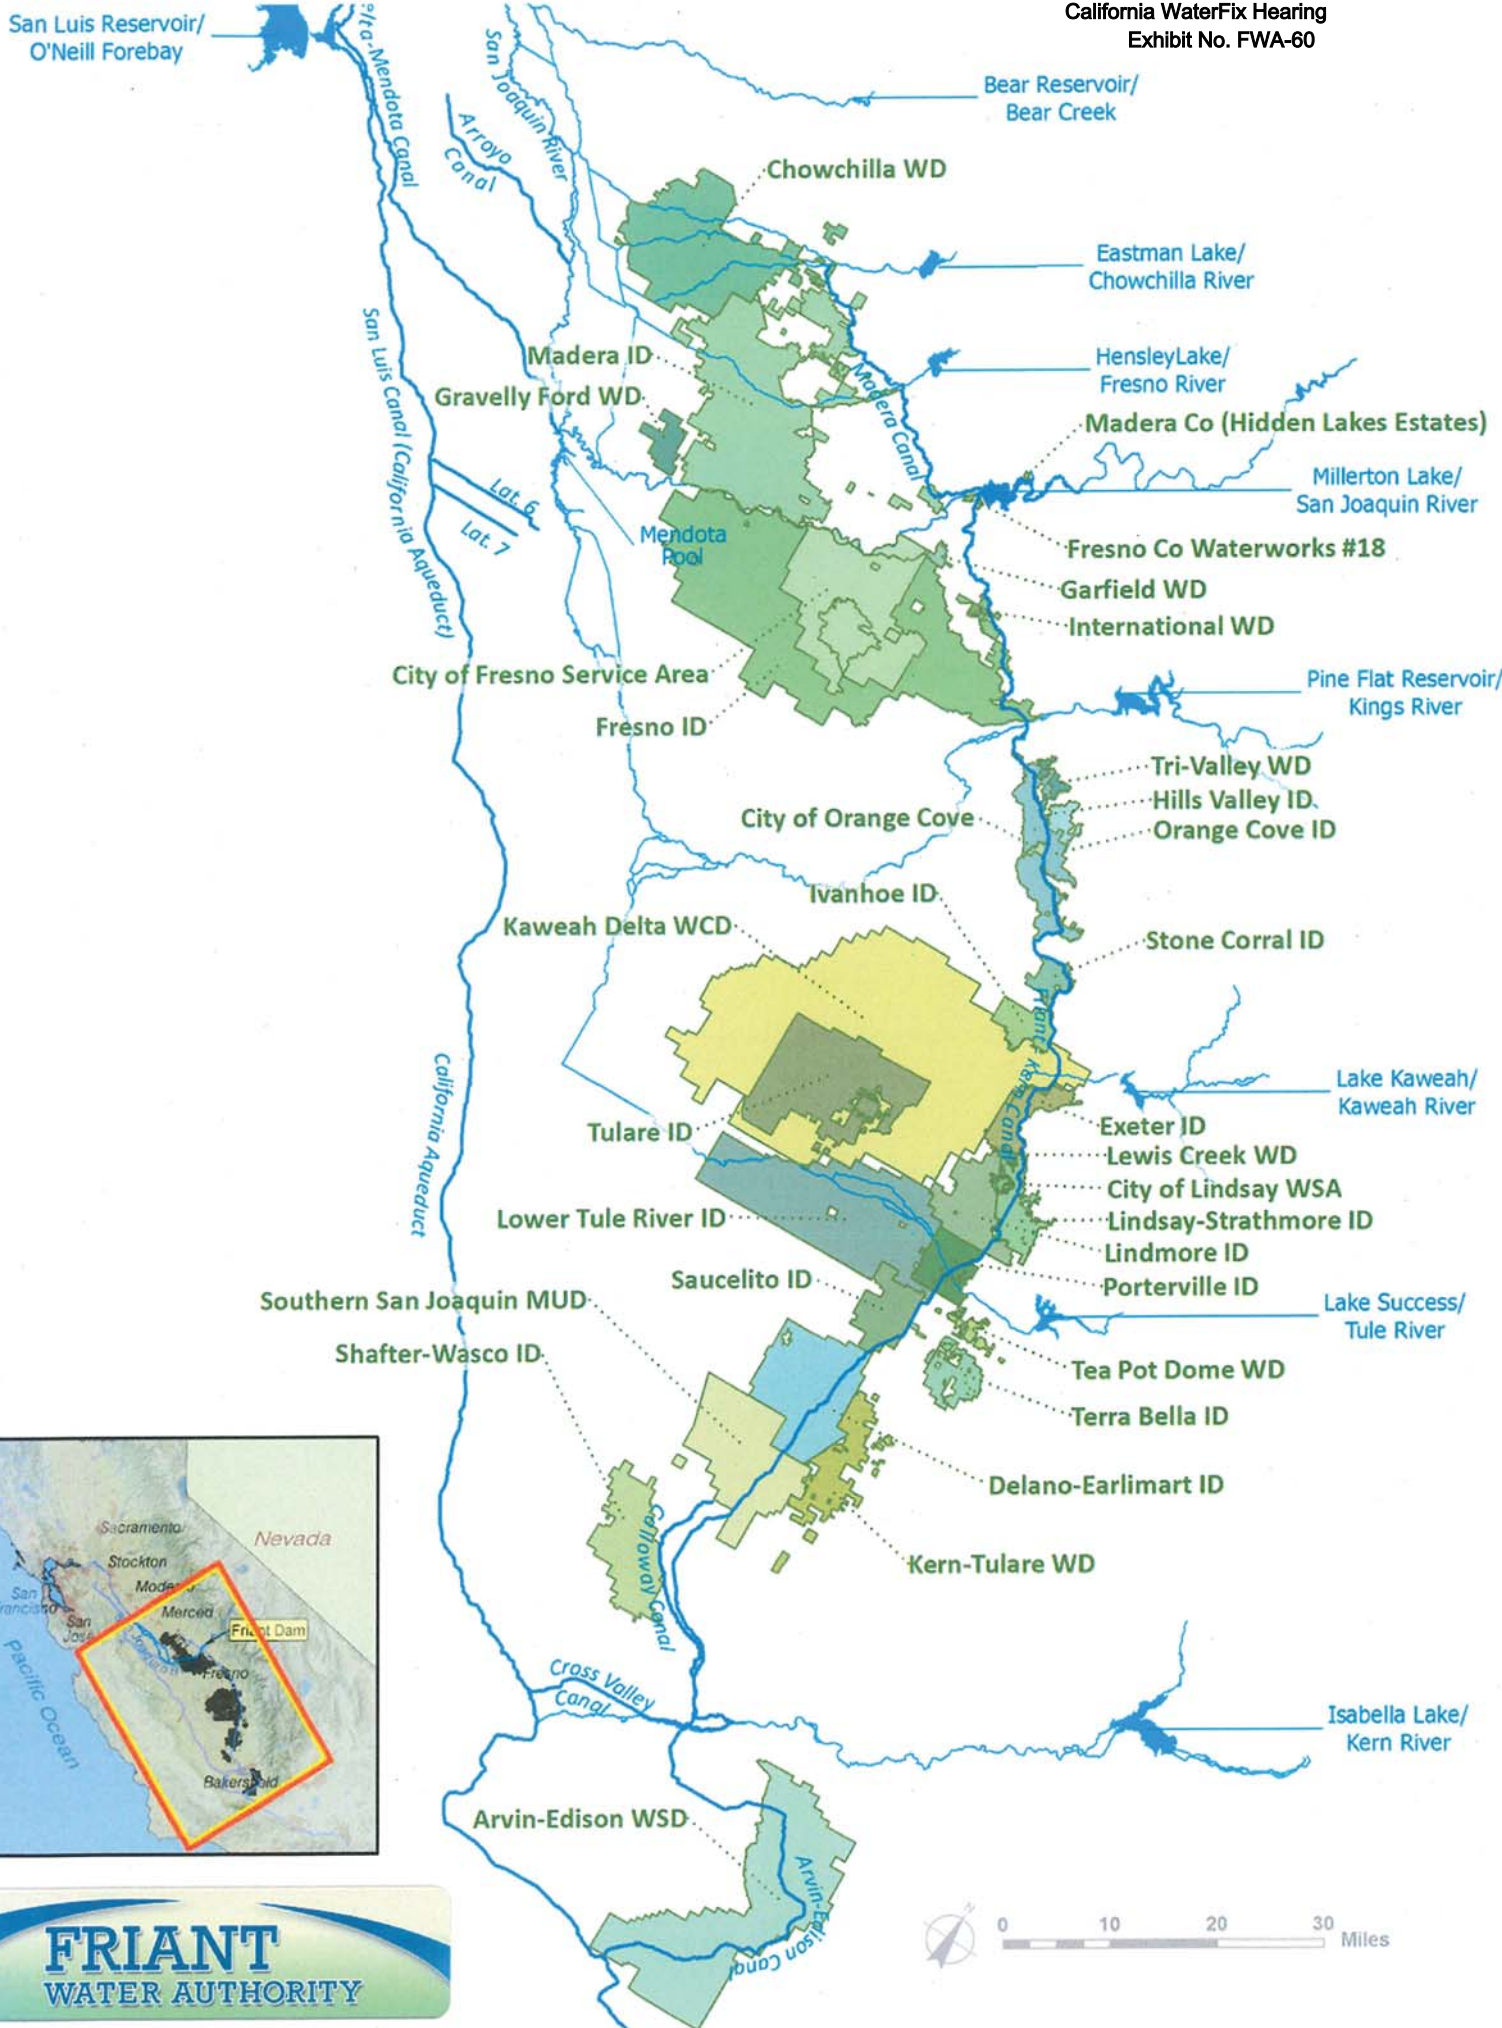 California WaterFix Hearing
Exhibit No. FWA-60
San Luis Reservoir/
O'Neill Forebay
lta-Mendota Canal
San Joaquin River
Arroyo
Canal
Bear Reservoir/
Bear Creek
Chowchilla WD
Eastman Lake/
Chowchilla River
San Luis Canal (California Aqueduct)
Madera ID
Gravelly Ford WD
Madera Canal
HensleyLake/
Fresno River
Madera Co (Hidden Lakes Estates)
Millerton Lake/
San Joaquin River
Lat. 6
Lat. 7
Mendota
Pool
Fresno Co Waterworks #18
Garfield WD
International WD
City of Fresno Service Area
Fresno ID
Pine Flat Reservoir/
Kings River
Tri-Valley WD
Hills Valley ID
Orange Cove ID
City of Orange Cove
Ivanhoe ID
Kaweah Delta WCD
Stone Corral ID
Friant - Kern Canal
California Aqueduct
Lake Kaweah/
Kaweah River
Tulare ID
Exeter ID
Lewis Creek WD
City of Lindsay WSA
Lindsay-Strathmore ID
Lindmore ID
Porterville ID
Lower Tule River ID
Saucelito ID
Southern San Joaquin MUD
Shafter-Wasco ID
Lake Success/
Tule River
Tea Pot Dome WD
Terra Bella ID
Delano-Earlimart ID
Kern-Tulare WD
Calloway Canal
Cross Valley
Canal
Isabella Lake/
Kern River
Arvin-Edison WSD
Arvin-Edison Canal
Sacramento
Nevada
Stockton
Merced
San
San
Friant Dam
Fresno
Pacific Ocean
FRIANT
WATER AUTHORITY
N
0 10 20 30
Miles